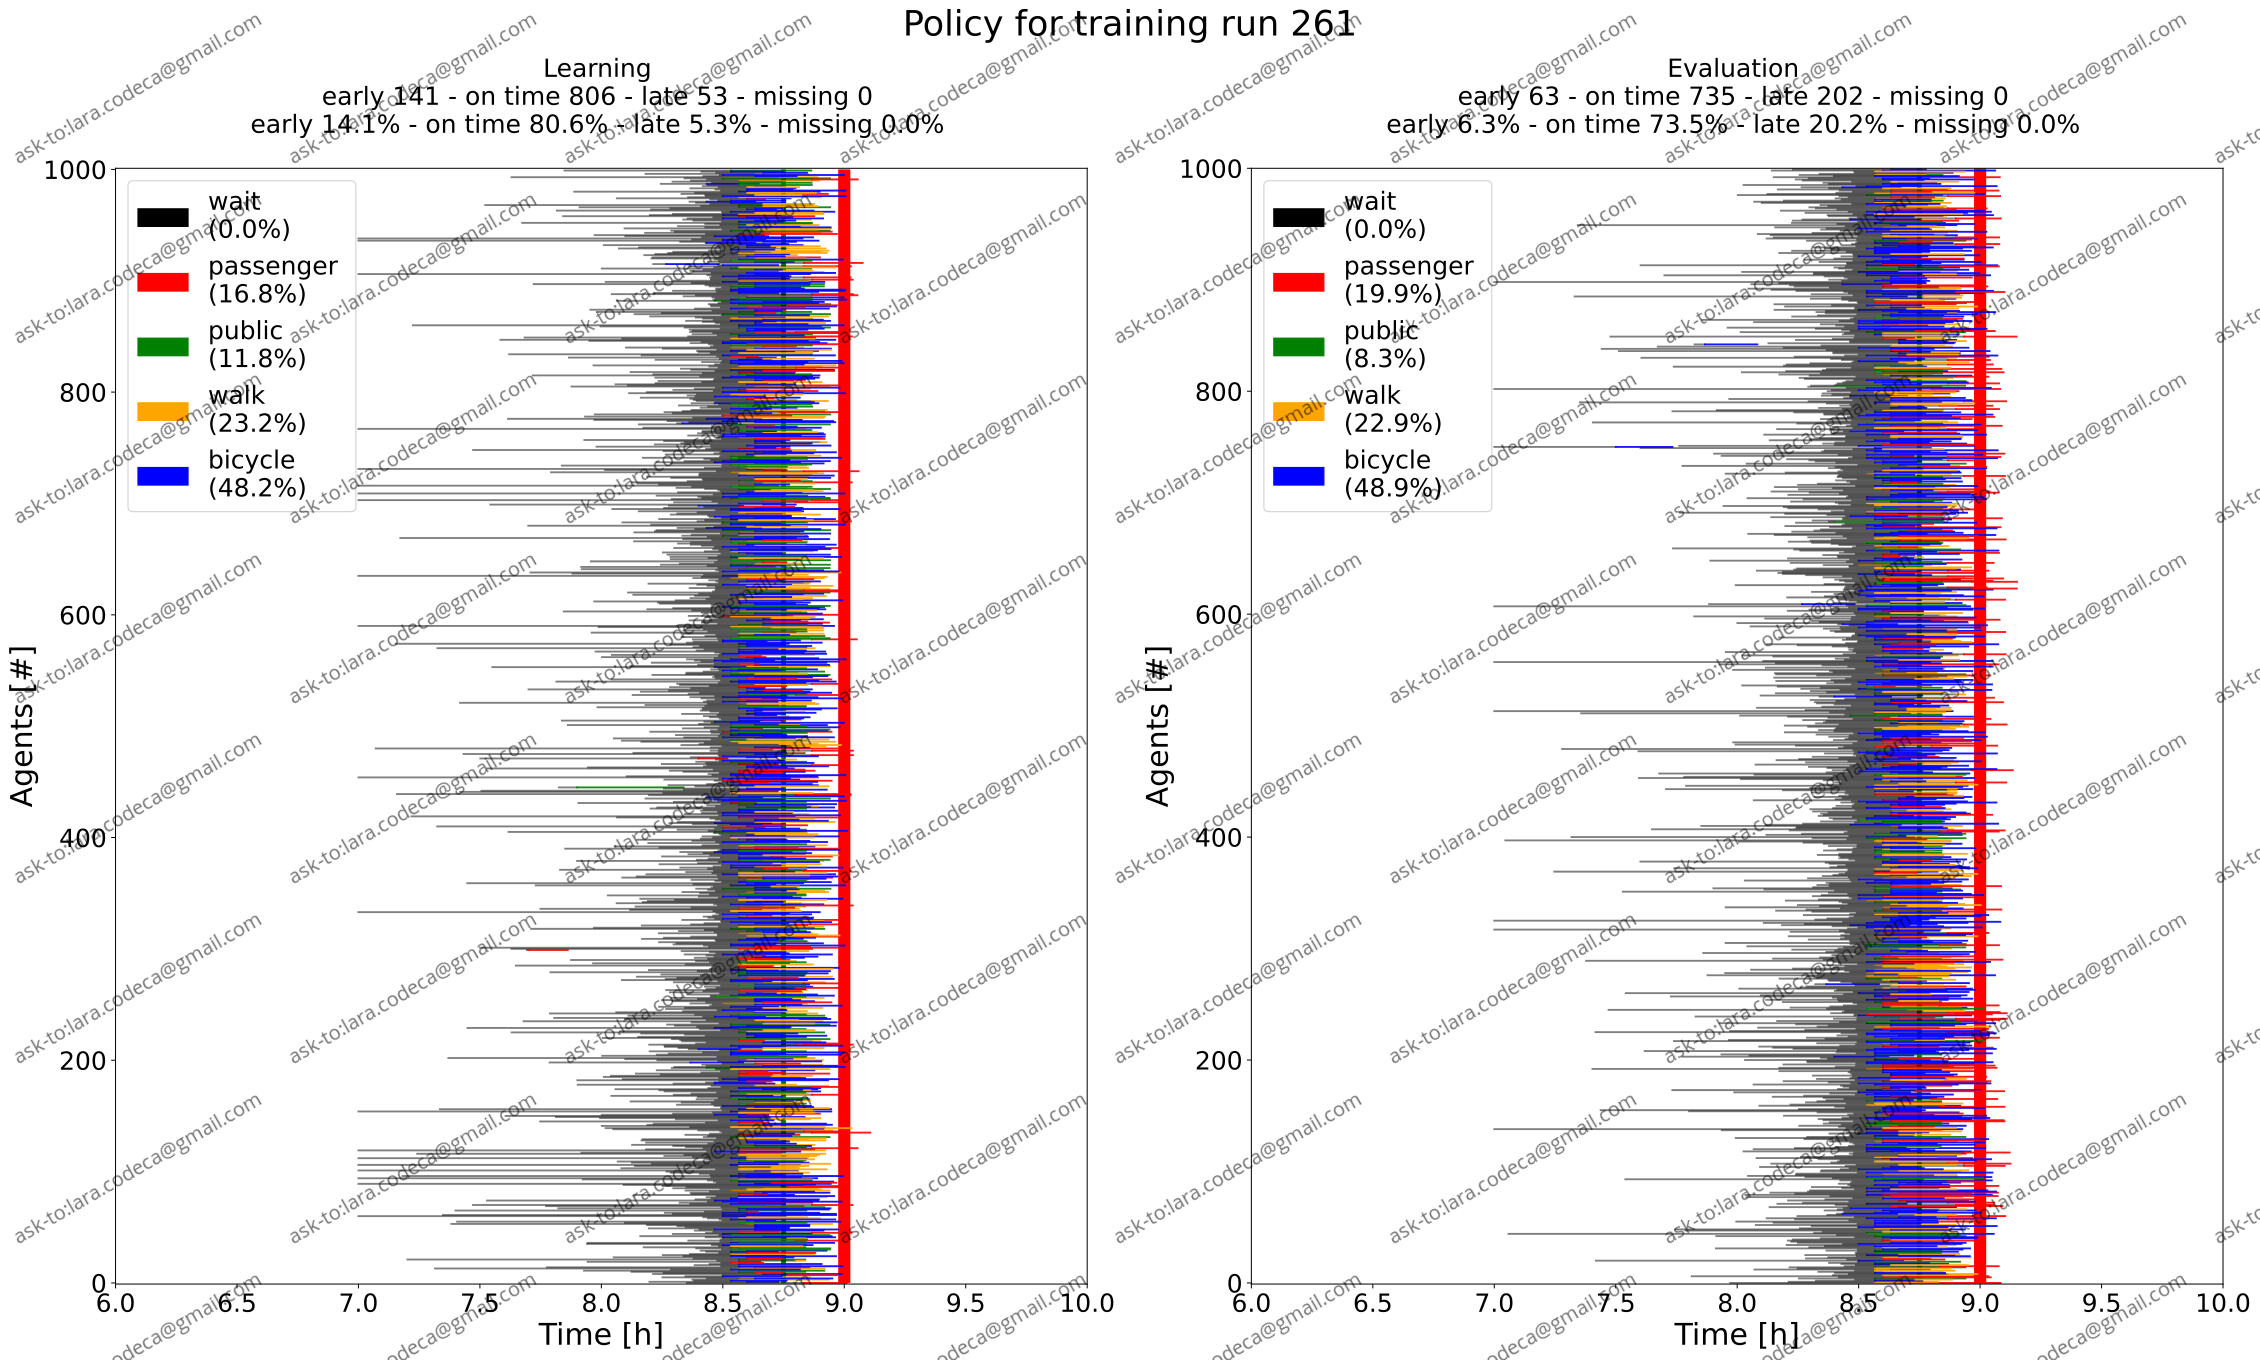 Policy for training run 261
Learning
early 141 - on time 806 - late 53 - missing 0
early 14.1% - on time 80.6% - late 5.3% - missing 0.0%
1000
800
600
400
200
0
Agents [#]
wait
(0.0%)
passenger
(16.8%)
public
(11.8%)
walk
(23.2%)
bicycle
(48.2%)
6.0 6.5 7.0 7.5 8.0 8.5 9.0 9.5 10.0
Time [h]
Evaluation
early 63 - on time 735 - late 202 - missing 0
early 6.3% - on time 73.5% - late 20.2% - missing 0.0%
1000
800
600
400
200
0
Agents [#]
wait
(0.0%)
passenger
(19.9%)
public
(8.3%)
walk
(22.9%)
bicycle
(48.9%)
6.0 6.5 7.0 7.5 8.0 8.5 9.0 9.5 10.0
Time [h]
ask-to:lara.codeca@gmail.com